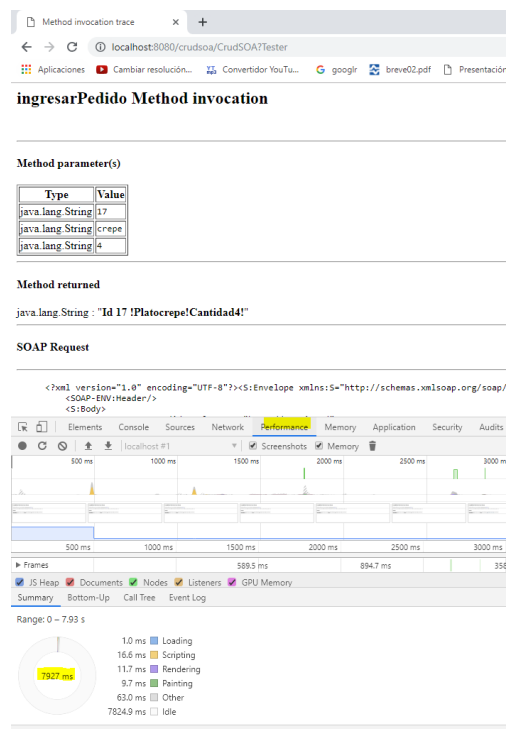 Method invocation trace × +
localhost:8080/crudsoa/CrudSOA?Tester
Aplicaciones Cambiar resolución... YT mp3 Convertidor YouTu... G googlr breve02.pdf Presentación
ingresarPedido Method invocation
Method parameter(s)
Type Value
java.lang.String 17
java.lang.String crepe
java.lang.String 4
Method returned
java.lang.String : "Id 17 !Platocrepe!Cantidad4!"
SOAP Request
<?xml version="1.0" encoding="UTF-8"?><S:Envelope xmlns:S="http://schemas.xmlsoap.org/soap/
<SOAP-ENV:Header/>
<S:Body>
Elements Console Sources Network Performance Memory Application Security Audits
localhost #1 Screenshots Memory
500 ms 1000 ms 1500 ms 2000 ms 2500 ms 3000 m
500 ms 1000 ms 1500 ms 2000 ms 2500 ms 3000 ms
Frames 589.5 ms 894.7 ms 358
JS Heap Documents Nodes Listeners GPU Memory
Summary Bottom-Up Call Tree Event Log
Range: 0 – 7.93 s
1.0 ms Loading
16.6 ms Scripting
11.7 ms Rendering
7927 ms
9.7 ms Painting
63.0 ms Other
7824.9 ms Idle